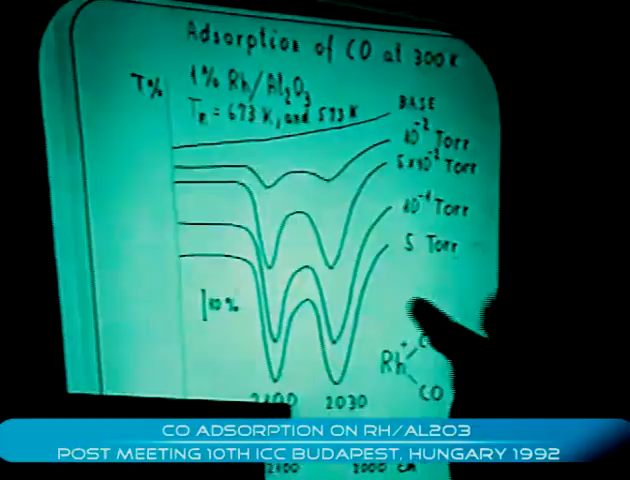 Adsorption of CO at 300 K
T%
1% Rh/Al2O3
TR = 673 K, and 573 K
BASE
10^-2 Torr
5x10^-2 Torr
10^-1 Torr
5 Torr
10%
Rh+
CO
2100 2030
CO ADSORPTION ON RH/AL2O3
POST MEETING 10TH ICC BUDAPEST, HUNGARY 1992